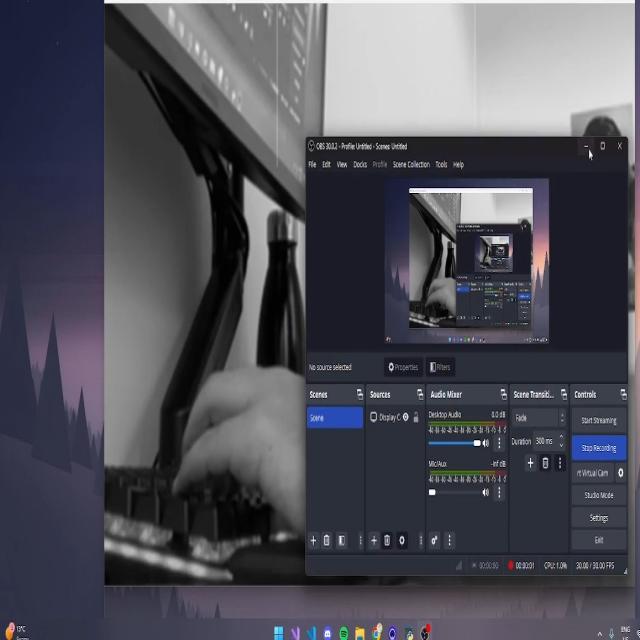 OBS 30.0.2 - Profile: Untitled - Scenes: Untitled
File Edit View Docks Profile Scene Collection Tools Help
No source selected
Properties
Filters
Scenes
Sources
Audio Mixer
Scene Transiti...
Controls
Scene
Display C
Desktop Audio 0.0 dB
Mic/Aux -inf dB
Fade
Duration 300 ms
Start Streaming
Stop Recording
rt Virtual Cam
Studio Mode
Settings
Exit
00:00:00
00:00:01
CPU: 1.0%
30.00 / 30.00 FPS
13°C
ENG